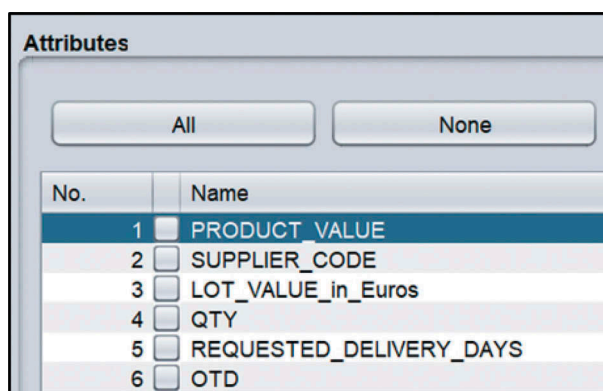 Attributes
All None
No. Name
1 PRODUCT_VALUE
2 SUPPLIER_CODE
3 LOT_VALUE_in_Euros
4 QTY
5 REQUESTED_DELIVERY_DAYS
6 OTD